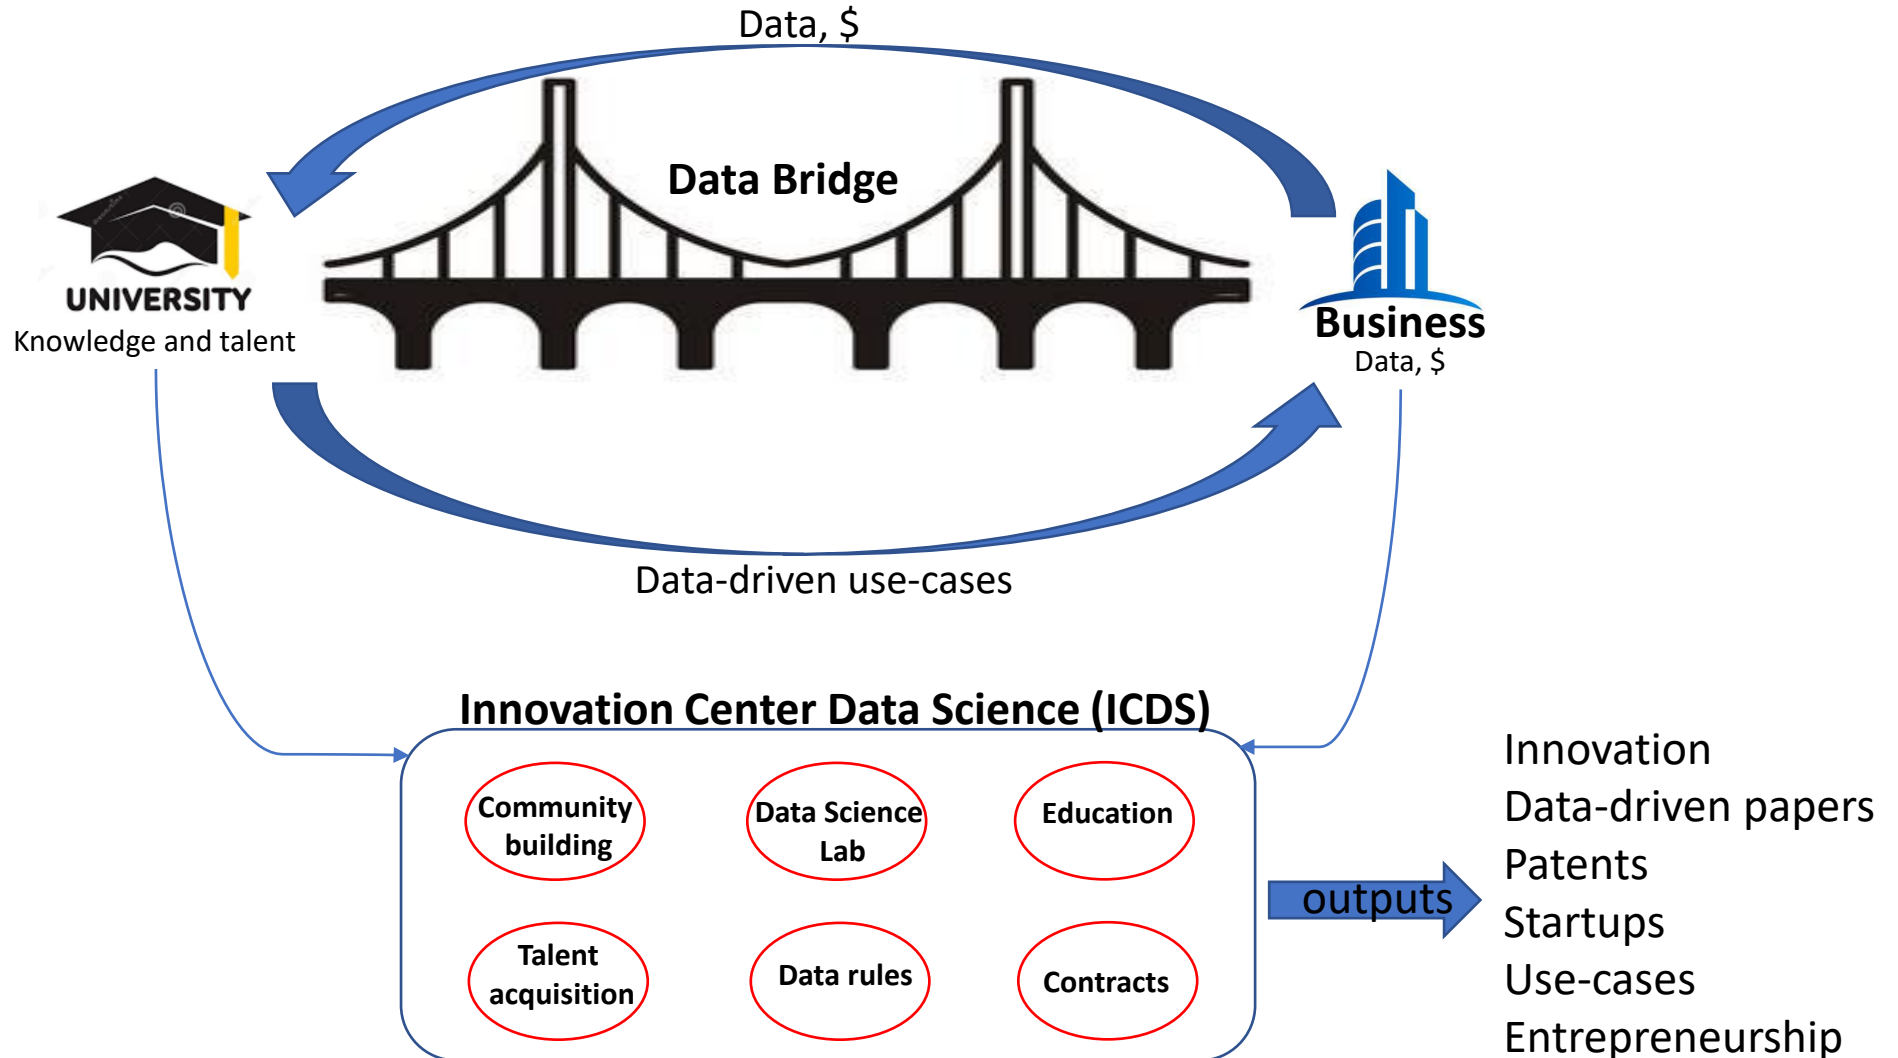 Data, $
Data Bridge
UNIVERSITY
Knowledge and talent
Business
Data, $
Data-driven use-cases
Innovation Center Data Science (ICDS)
Community
building
Data Science
Lab
Education
Talent
acquisition
Data rules
Contracts
outputs
Innovation
Data-driven papers
Patents
Startups
Use-cases
Entrepreneurship